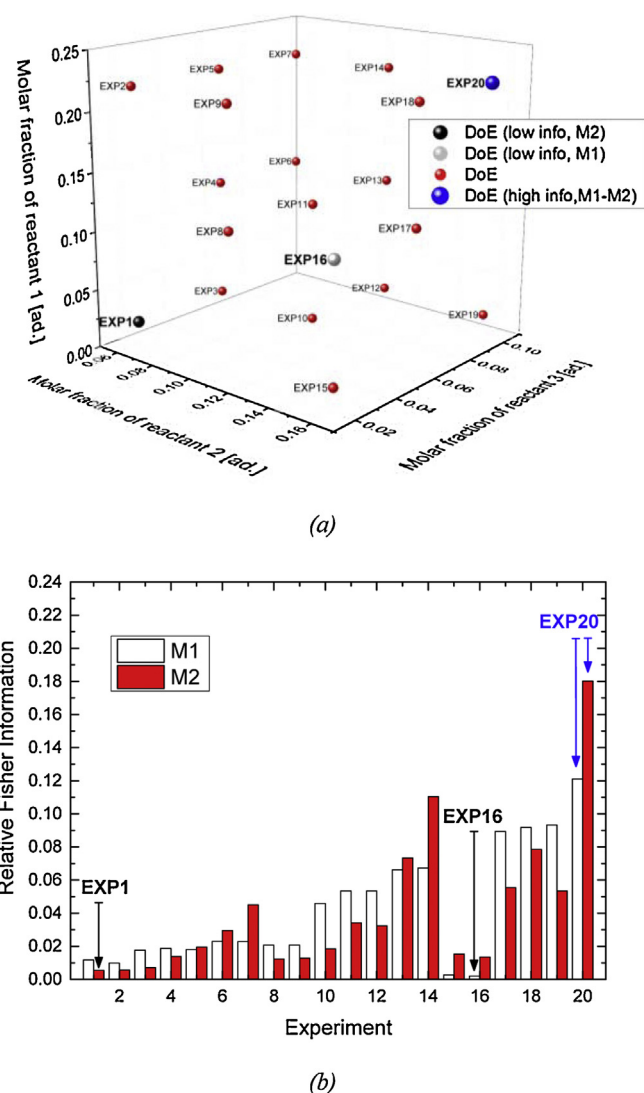 0.25
0.20
0.15
0.10
0.05
0.00
Molar fraction of reactant 1 [ad.]
EXP7
EXP5
EXP14
EXP2
EXP20
EXP9
EXP18
DoE (low info, M2)
DoE (low info, M1)
DoE
DoE (high info,M1-M2)
EXP6
EXP4
EXP13
EXP11
EXP8
EXP17
EXP16
EXP3
EXP12
EXP1
EXP10
EXP19
EXP15
0.06
0.08
0.10
0.12
0.14
0.16
Molar fraction of reactant 2 [ad.]
0.02
0.04
0.06
0.08
0.10
Molar fraction of reactant 3 [ad.]
(a)
0.24
0.22
0.20
0.18
0.16
0.14
0.12
0.10
0.08
0.06
0.04
0.02
0.00
Relative Fisher Information
M1
M2
EXP20
EXP16
EXP1
2 4 6 8 10 12 14 16 18 20
Experiment
(b)